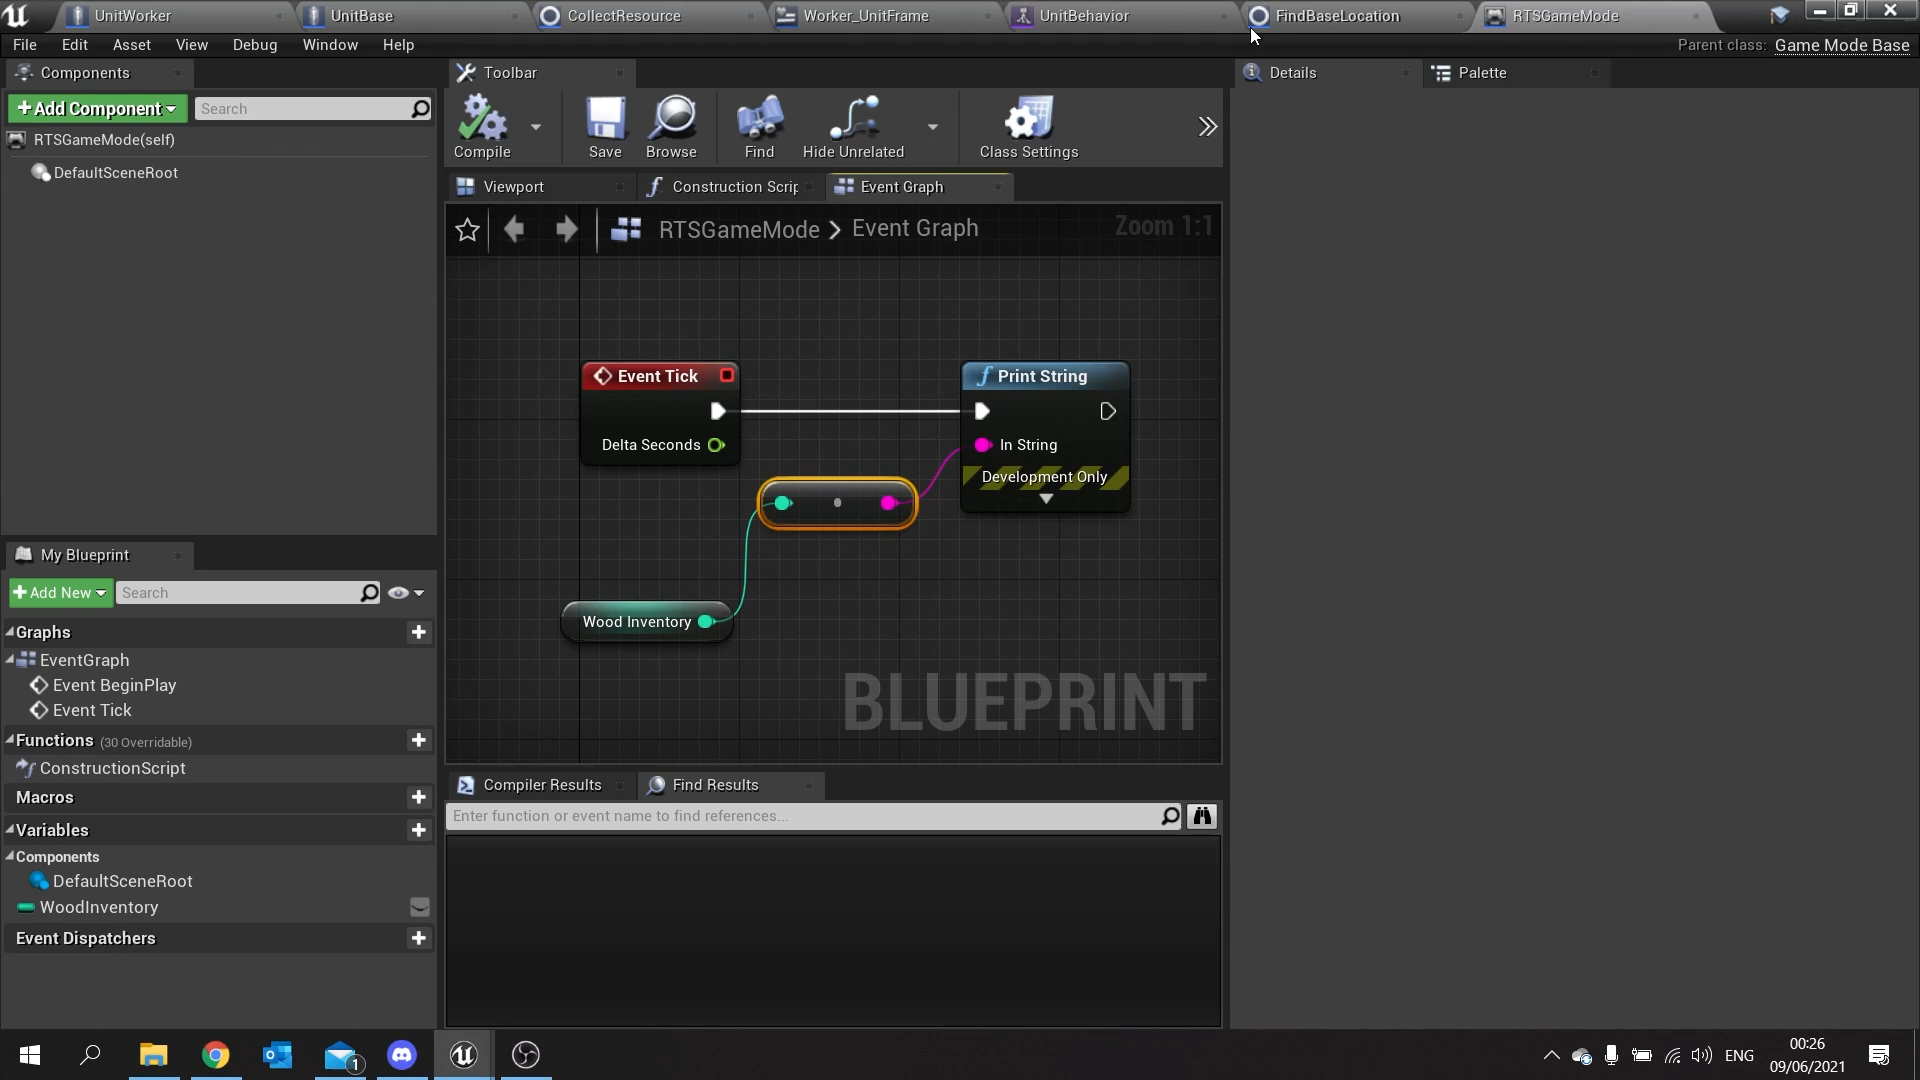 UnitWorker
UnitBase
CollectResource
Worker_UnitFrame
UnitBehavior
FindBaseLocation
RTSGameMode
File Edit Asset View Debug Window Help
Parent class: Game Mode Base
Components
Toolbar
Details
Palette
+Add Component
Search
RTSGameMode(self)
DefaultSceneRoot
Compile
Save
Browse
Find
Hide Unrelated
Class Settings
Viewport
Construction Scrip
Event Graph
RTSGameMode > Event Graph
Zoom 1:1
Event Tick
Delta Seconds
Print String
In String
Development Only
Wood Inventory
BLUEPRINT
My Blueprint
+Add New
Search
Graphs
EventGraph
Event BeginPlay
Event Tick
Functions (30 Overridable)
ConstructionScript
Macros
Variables
Components
DefaultSceneRoot
WoodInventory
Event Dispatchers
Compiler Results
Find Results
Enter function or event name to find references...
1
ENG
00:26
09/06/2021